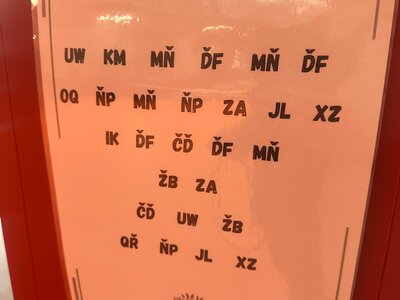 UW KM MŇ ĎF MŇ ĎF
OQ ŇP MŇ ŇP ZA JL XZ
IK ĎF ČĎ ĎF MŇ
ŽB ZA
ČĎ UW ŽB
QŘ ŇP JL XZ